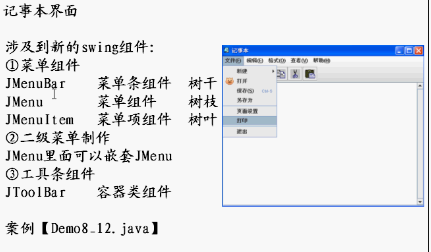 记事本界面
涉及到新的swing组件:
①菜单组件
JMenuBar 菜单条组件 树干
JMenu 菜单组件 树枝
JMenuItem 菜单项组件 树叶
②二级菜单制作
JMenu里面可以嵌套JMenu
③工具条组件
JToolBar 容器类组件
案例【Demo8_12.java】
记事本
文件(F) 编辑(E) 格式(O) 查看(V) 帮助(H)
新建
打开
保存(S)
另存为
页面设置
打印
退出